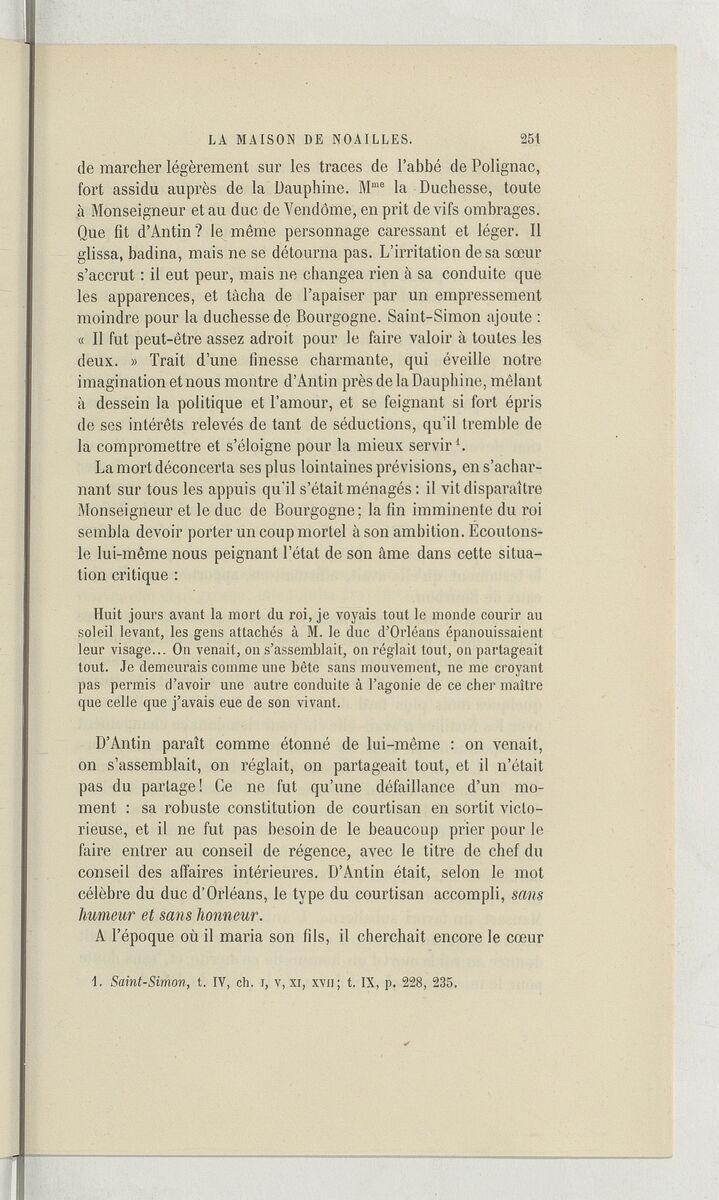 LA MAISON DE NOAILLES. 251
de marcher légèrement sur les traces de l'abbé de Polignac,
fort assidu auprès de la Dauphine. Mme la Duchesse, toute
à Monseigneur et au duc de Vendôme, en prit de vifs ombrages.
Que fit d'Antin ? le même personnage caressant et léger. Il
glissa, badina, mais ne se détourna pas. L'irritation de sa sœur
s'accrut : il eut peur, mais ne changea rien à sa conduite que
les apparences, et tâcha de l'apaiser par un empressement
moindre pour la duchesse de Bourgogne. Saint-Simon ajoute :
« Il fut peut-être assez adroit pour le faire valoir à toutes les
deux. » Trait d'une finesse charmante, qui éveille notre
imagination et nous montre d'Antin près de la Dauphine, mêlant
à dessein la politique et l'amour, et se feignant si fort épris
de ses intérêts relevés de tant de séductions, qu'il tremble de
la compromettre et s'éloigne pour la mieux servir 1.
La mort déconcerta ses plus lointaines prévisions, en s'achar-
nant sur tous les appuis qu'il s'était ménagés : il vit disparaître
Monseigneur et le duc de Bourgogne; la fin imminente du roi
sembla devoir porter un coup mortel à son ambition. Écoutons-
le lui-même nous peignant l'état de son âme dans cette situa-
tion critique :
Huit jours avant la mort du roi, je voyais tout le monde courir au
soleil levant, les gens attachés à M. le duc d'Orléans épanouissaient
leur visage... On venait, on s'assemblait, on réglait tout, on partageait
tout. Je demeurais comme une bête sans mouvement, ne me croyant
pas permis d'avoir une autre conduite à l'agonie de ce cher maître
que celle que j'avais eue de son vivant.
D'Antin paraît comme étonné de lui-même : on venait,
on s'assemblait, on réglait, on partageait tout, et il n'était
pas du partage! Ce ne fut qu'une défaillance d'un mo-
ment : sa robuste constitution de courtisan en sortit victo-
rieuse, et il ne fut pas besoin de le beaucoup prier pour le
faire entrer au conseil de régence, avec le titre de chef du
conseil des affaires intérieures. D'Antin était, selon le mot
célèbre du duc d'Orléans, le type du courtisan accompli, sans
humeur et sans honneur.
A l'époque où il maria son fils, il cherchait encore le cœur
1. Saint-Simon, t. IV, ch. I, V, XI, XVII; t. IX, p. 228, 235.